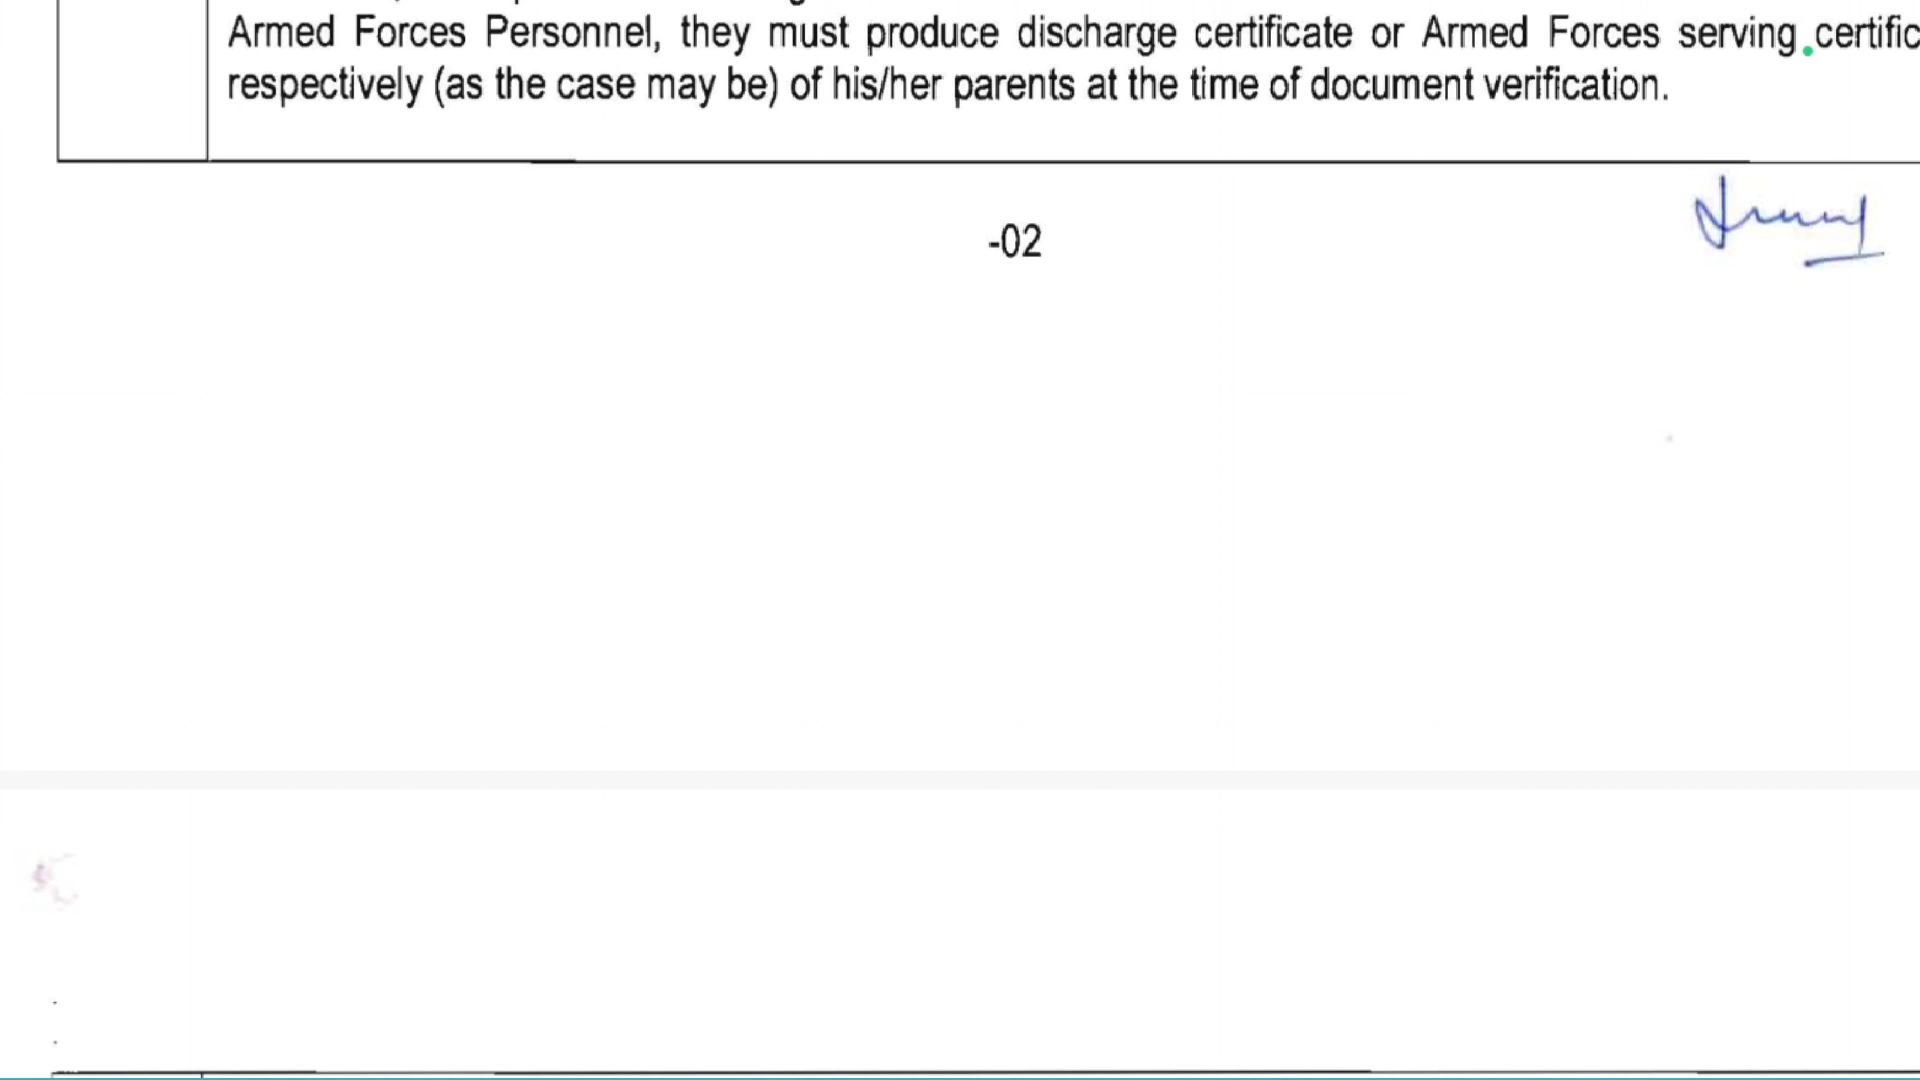 Armed Forces Personnel, they must produce discharge certificate or Armed Forces serving certific
respectively (as the case may be) of his/her parents at the time of document verification.
-02